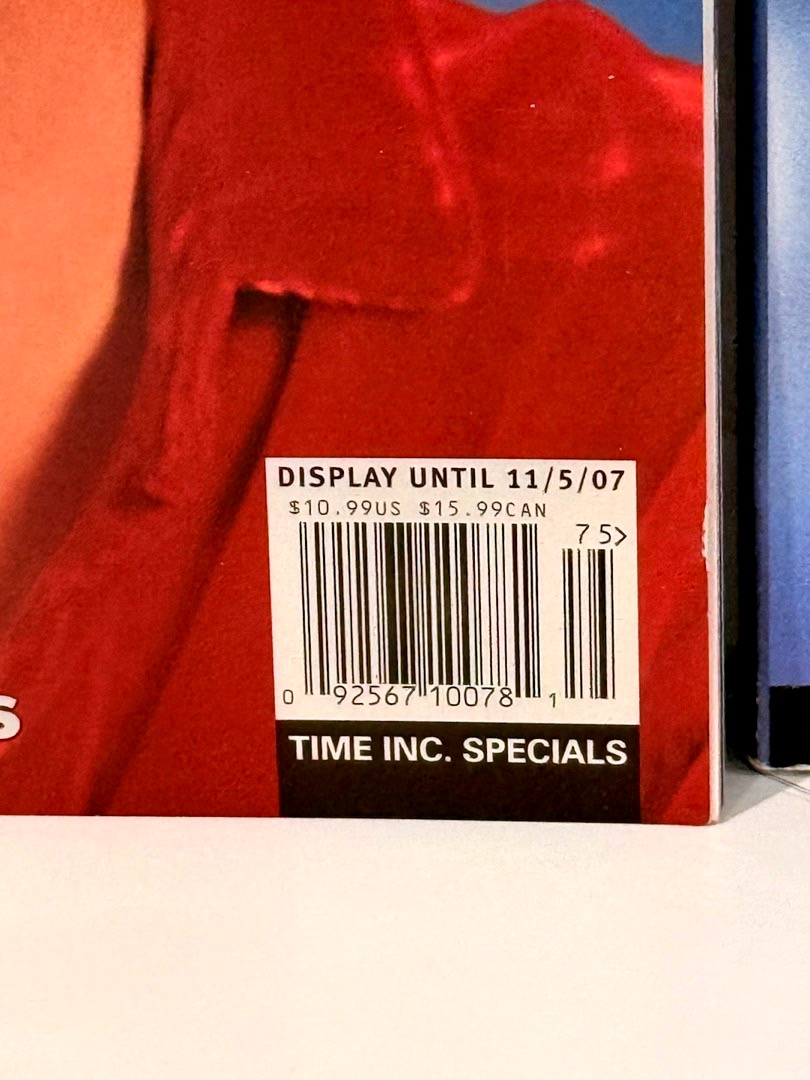 DISPLAY UNTIL 11/5/07
$10.99US $15.99CAN
75>
0 92567 10078 1
TIME INC. SPECIALS
S